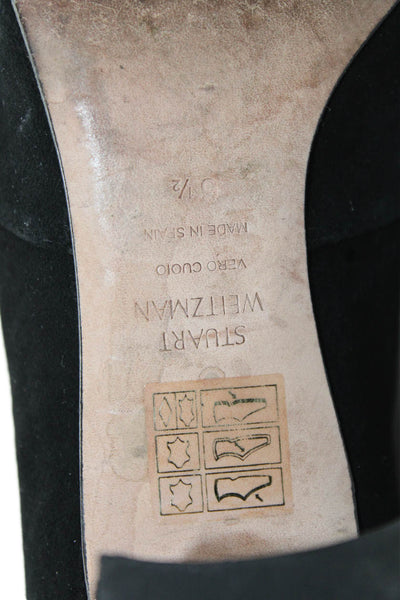 STUART
WEITZMAN
VERO CUOIO
MADE IN SPAIN
½